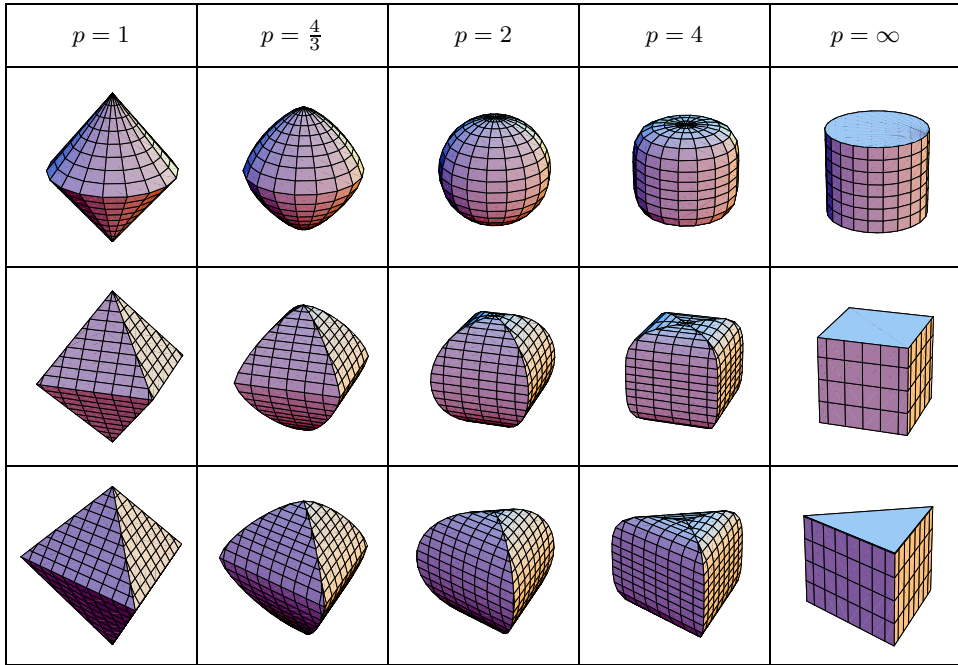 p = 1 p = 4/3 p = 2 p = 4 p = ∞